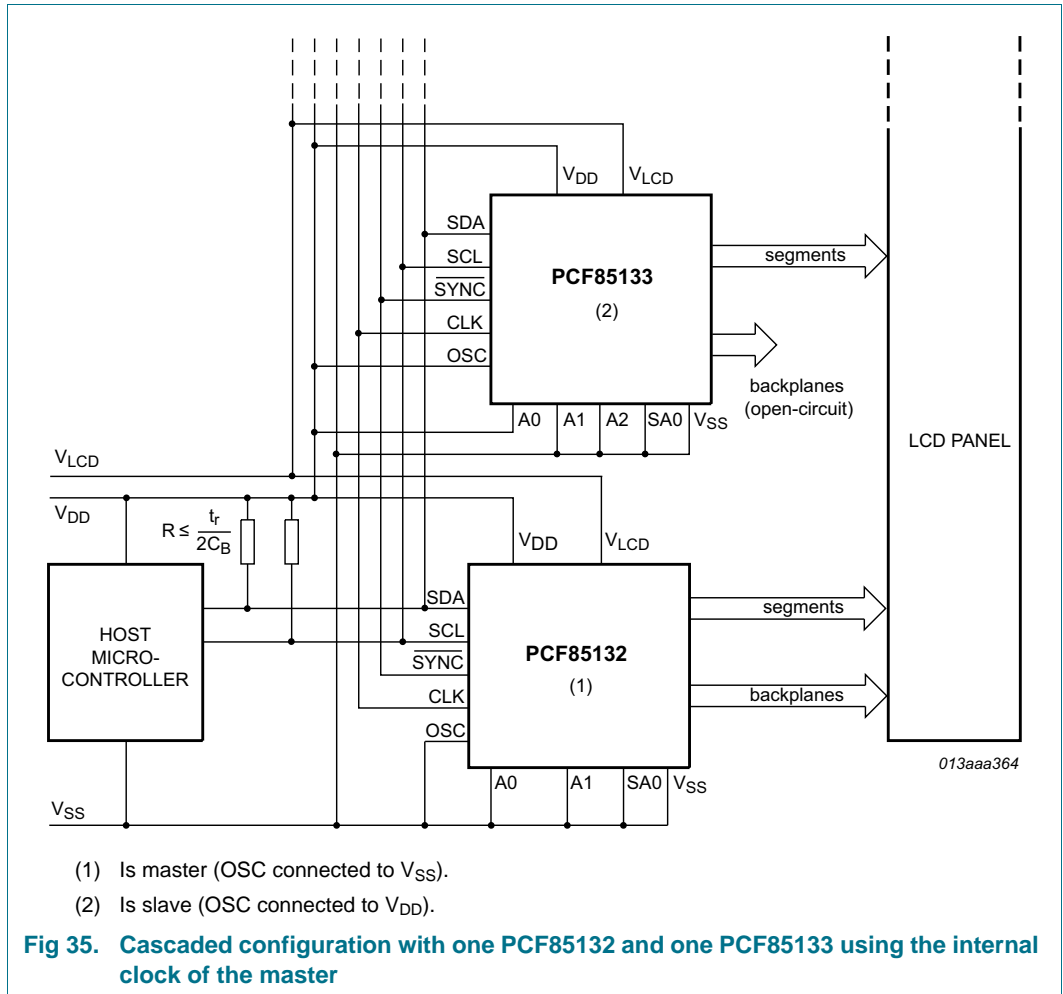 VDD
VLCD
SDA
SCL
SYNC
CLK
OSC
PCF85133
(2)
segments
backplanes
(open-circuit)
A0
A1
A2
SA0
VSS
LCD PANEL
VLCD
VDD
R ≤ tr
2CB
VDD
VLCD
HOST
MICRO-
CONTROLLER
SDA
SCL
SYNC
CLK
OSC
PCF85132
(1)
segments
backplanes
A0
A1
SA0
VSS
013aaa364
VSS
(1) Is master (OSC connected to VSS).
(2) Is slave (OSC connected to VDD).
Fig 35. Cascaded configuration with one PCF85132 and one PCF85133 using the internal
clock of the master